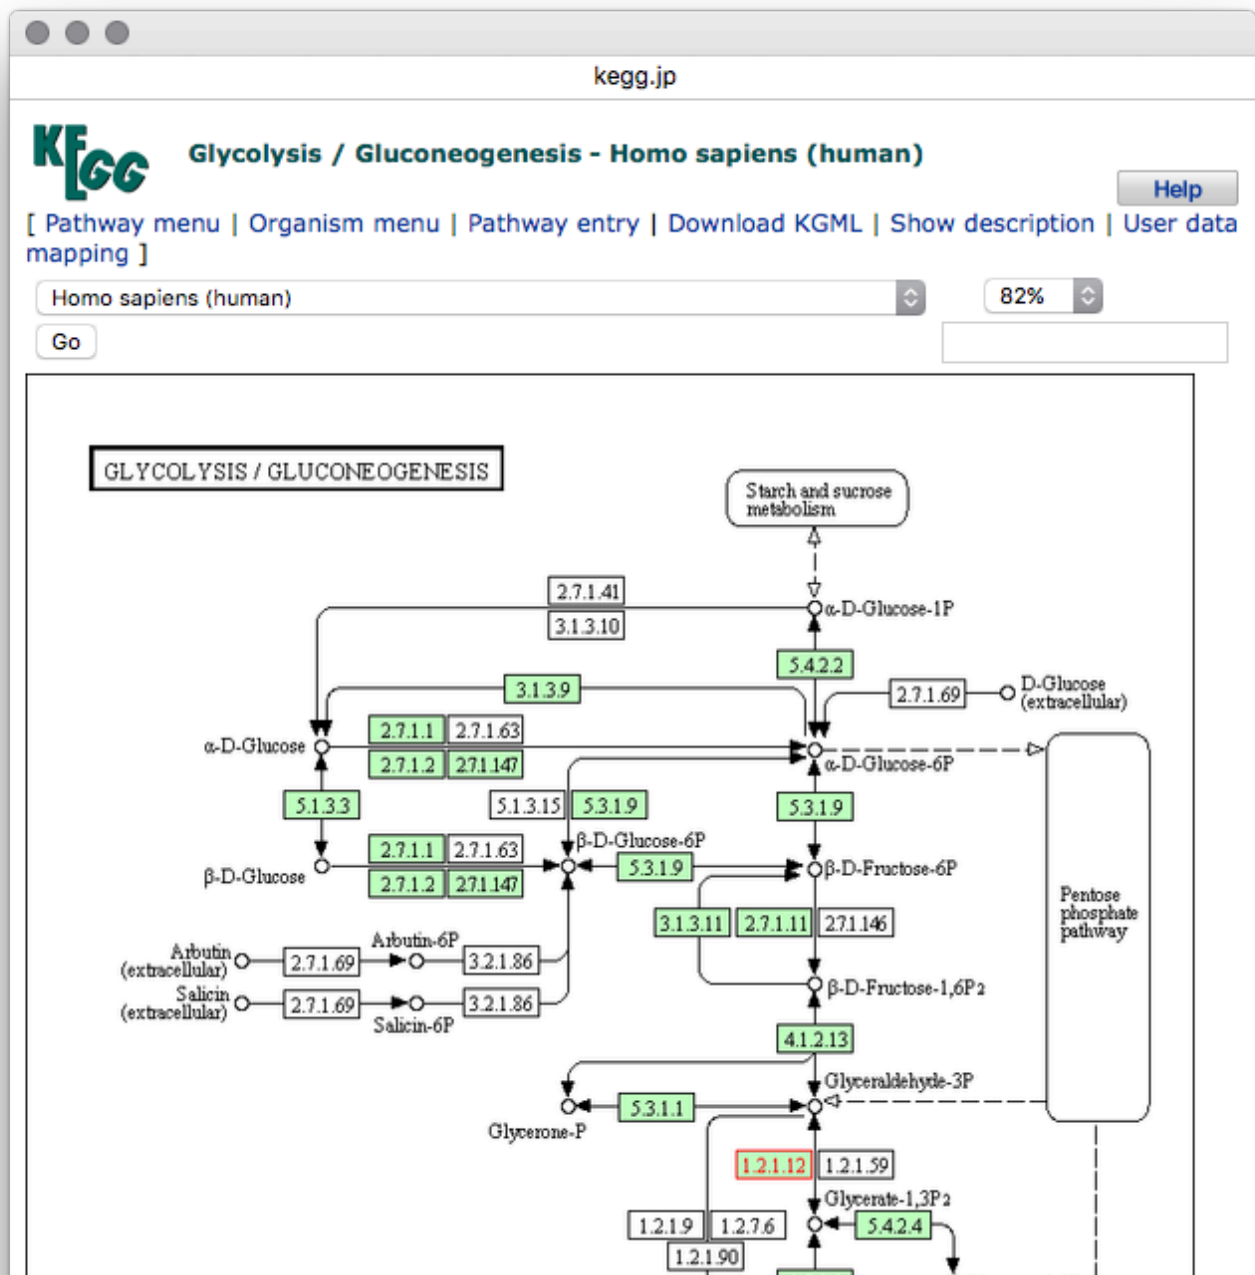 kegg.jp
KEGG
Glycolysis / Gluconeogenesis - Homo sapiens (human)
Help
[ Pathway menu | Organism menu | Pathway entry | Download KGML | Show description | User data
mapping ]
Homo sapiens (human)
82%
Go
GLYCOLYSIS / GLUCONEOGENESIS
Starch and sucrose
metabolism
2.7.1.41
3.1.3.10
α-D-Glucose-1P
5.4.2.2
3.1.3.9
2.7.1.69
D-Glucose
(extracellular)
α-D-Glucose
2.7.1.1
2.7.1.63
2.7.1.2
2.7.1.147
α-D-Glucose-6P
5.1.3.3
5.1.3.15
5.3.1.9
5.3.1.9
β-D-Glucose-6P
β-D-Glucose
2.7.1.1
2.7.1.63
2.7.1.2
2.7.1.147
5.3.1.9
β-D-Fructose-6P
Pentose
phosphate
pathway
3.1.3.11
2.7.1.11
2.7.1.146
Arbutin
(extracellular)
2.7.1.69
Arbutin-6P
3.2.1.86
Salicin
(extracellular)
2.7.1.69
Salicin-6P
3.2.1.86
β-D-Fructose-1,6P2
4.1.2.13
Glyceraldehyde-3P
5.3.1.1
Glycerone-P
1.2.1.12
1.2.1.59
Glycerate-1,3P2
1.2.1.9
1.2.7.6
5.4.2.4
1.2.1.90